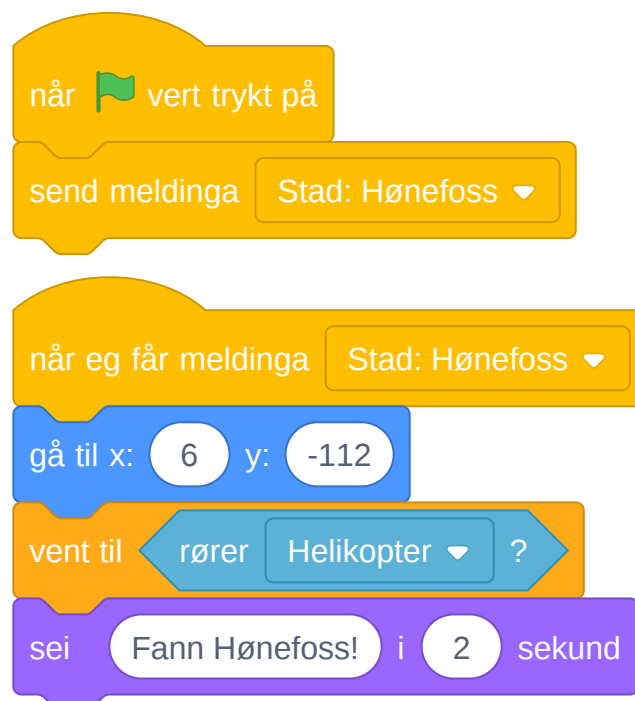 når vert trykt på
send meldinga Stad: Hønefoss
når eg får meldinga Stad: Hønefoss
gå til x: 6 y: -112
vent til rører Helikopter ?
sei Fann Hønefoss! i 2 sekund